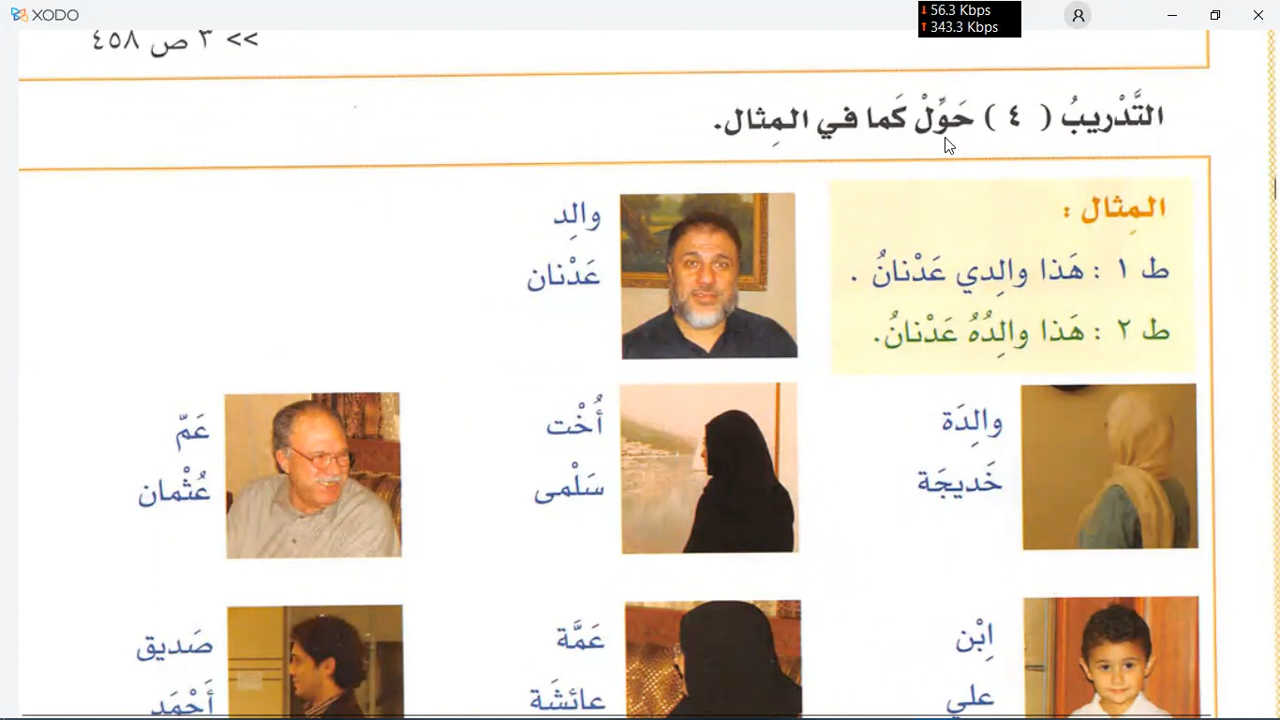 XODO
↓ 56.3 Kbps
↑ 343.3 Kbps
>> ٣ ص ٤٥٨
التَّدْريبُ ( ٤ ) حَوِّلْ كَما في المِثال.
المِثال :
ط ١ : هَذا والِدي عَدْنانُ .
ط ٢ : هَذا والِدُهُ عَدْنانُ.
والِد
عَدْنان
والِدَة
خَديجَة
أُخْت
سَلْمى
عَمّ
عُثْمان
اِبْن
علي
عَمَّة
عائشَة
صَديق
أَحْمَد